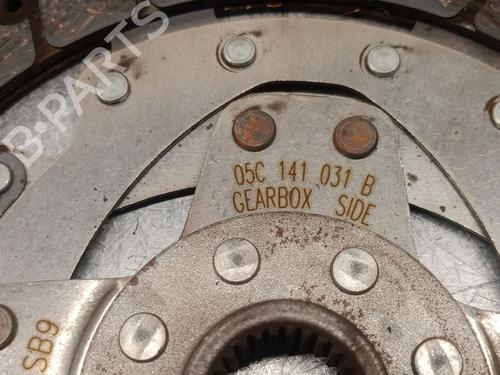 B-PARTS
05C 141 031 B
GEARBOX SIDE
SB9